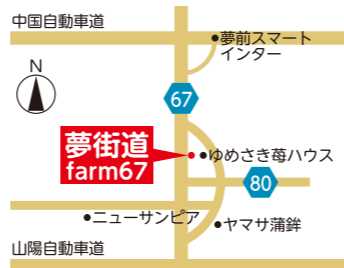 中国自動車道
夢前スマート
インター
N
67
夢街道
farm67
ゆめさき苺ハウス
80
ニューサンピア
ヤマサ蒲鉾
山陽自動車道